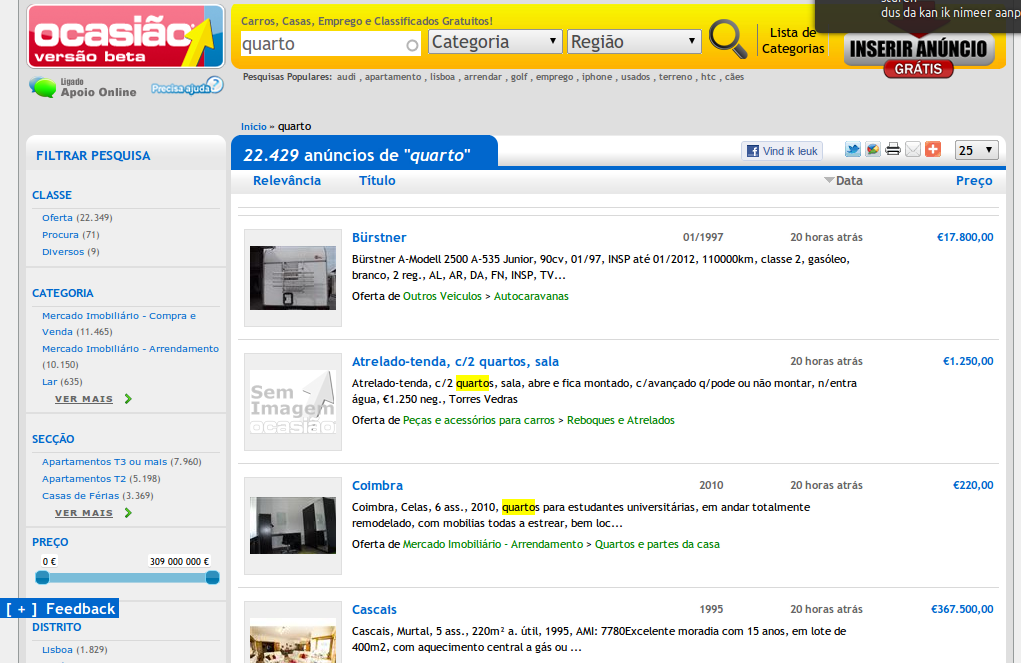 staren
dus da kan ik nimeer aanp
ocasião
versão beta
Carros, Casas, Emprego e Classificados Gratuitos!
quarto
Categoria
Região
Lista de
Categorias
INSERIR ANÚNCIO
GRÁTIS
Pesquisas Populares: audi , apartamento , lisboa , arrendar , golf , emprego , iphone , usados , terreno , htc , cães
Ligado
Apoio Online
Precisa ajuda?
Inicio » quarto
FILTRAR PESQUISA
CLASSE
Oferta (22.349)
Procura (71)
Diversos (9)
CATEGORIA
Mercado Imobiliário - Compra e
Venda (11.465)
Mercado Imobiliário - Arrendamento
(10.150)
Lar (635)
VER MAIS
SECÇÃO
Apartamentos T3 ou mais (7.960)
Apartamentos T2 (5.198)
Casas de Férias (3.369)
VER MAIS
PREÇO
0 € 309 000 000 €
[ + ] Feedback
DISTRITO
Lisboa (1.829)
22.429 anúncios de "quarto"
Vind ik leuk
25
Relevância Título Data Preço
Bürstner 01/1997 20 horas atrás €17.800,00
Bürstner A-Modell 2500 A-535 Junior, 90cv, 01/97, INSP até 01/2012, 110000km, classe 2, gasóleo,
branco, 2 reg., AL, AR, DA, FN, INSP, TV...
Oferta de Outros Veiculos > Autocaravanas
Atrelado-tenda, c/2 quartos, sala 20 horas atrás €1.250,00
Sem
Imagem
ocasião
Atrelado-tenda, c/2 quartos, sala, abre e fica montado, c/avançado q/pode ou não montar, n/entra
água, €1.250 neg., Torres Vedras
Oferta de Peças e acessórios para carros > Reboques e Atrelados
Coimbra 2010 20 horas atrás €220,00
Coimbra, Celas, 6 ass., 2010, quartos para estudantes universitárias, em andar totalmente
remodelado, com mobilias todas a estrear, bem loc...
Oferta de Mercado Imobiliário - Arrendamento > Quartos e partes da casa
Cascais 1995 20 horas atrás €367.500,00
Cascais, Murtal, 5 ass., 220m² a. útil, 1995, AMI: 7780Excelente moradia com 15 anos, em lote de
400m2, com aquecimento central a gás ou ...